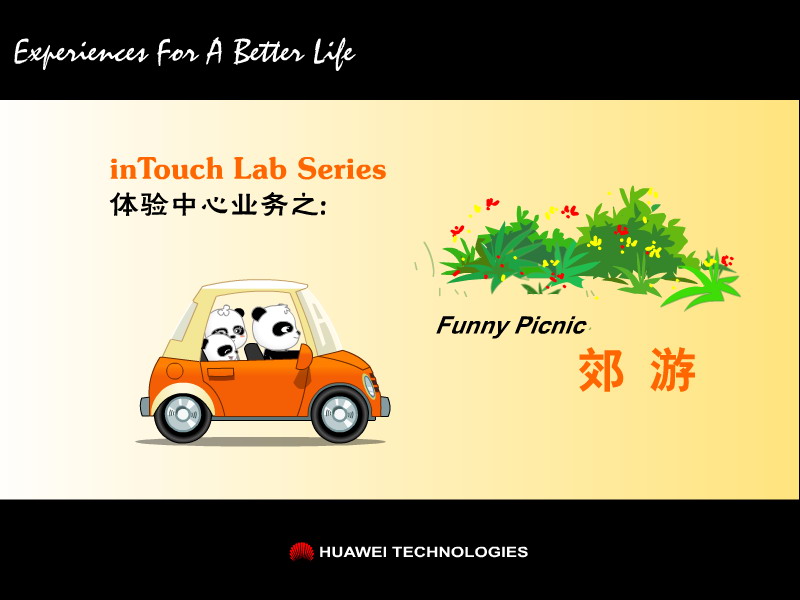 Experiences For A Better Life
inTouch Lab Series
体验中心业务之:
Funny Picnic
郊 游
HUAWEI TECHNOLOGIES